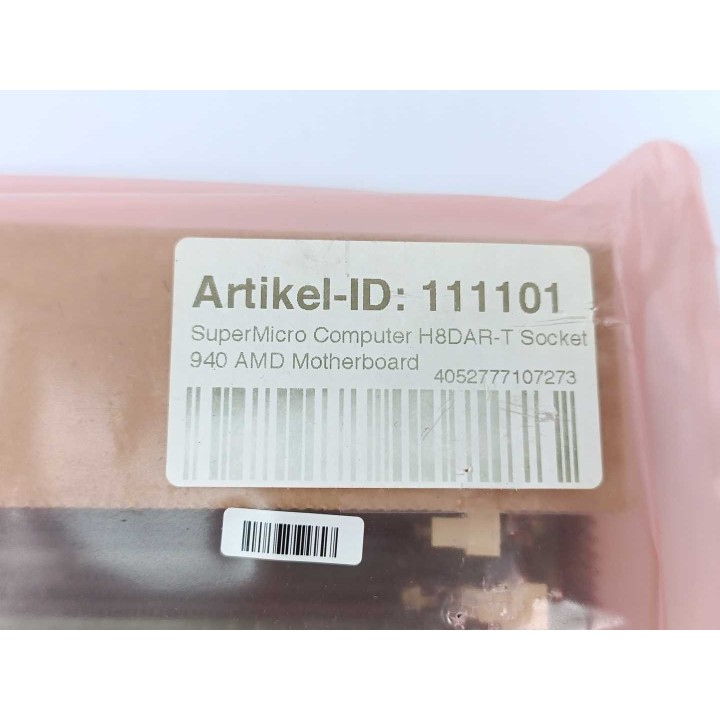 Artikel-ID: 111101
SuperMicro Computer H8DAR-T Socket
940 AMD Motherboard
4052777107273